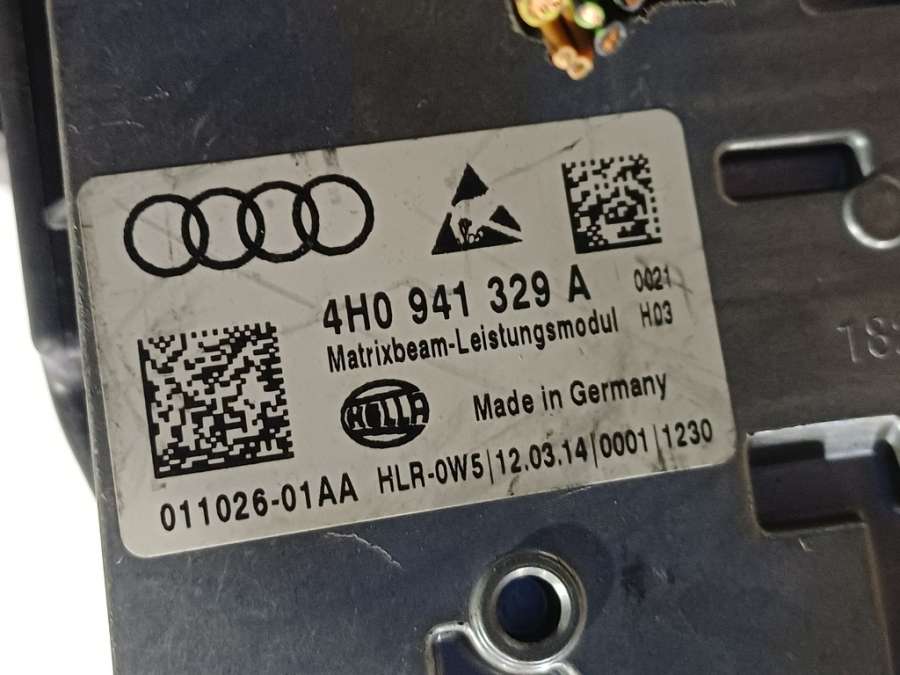 4H0 941 329 A 0021
Matrixbeam-Leistungsmodul H03
HELLA Made in Germany
011026-01AA HLR-0W5|12.03.14|0001|1230